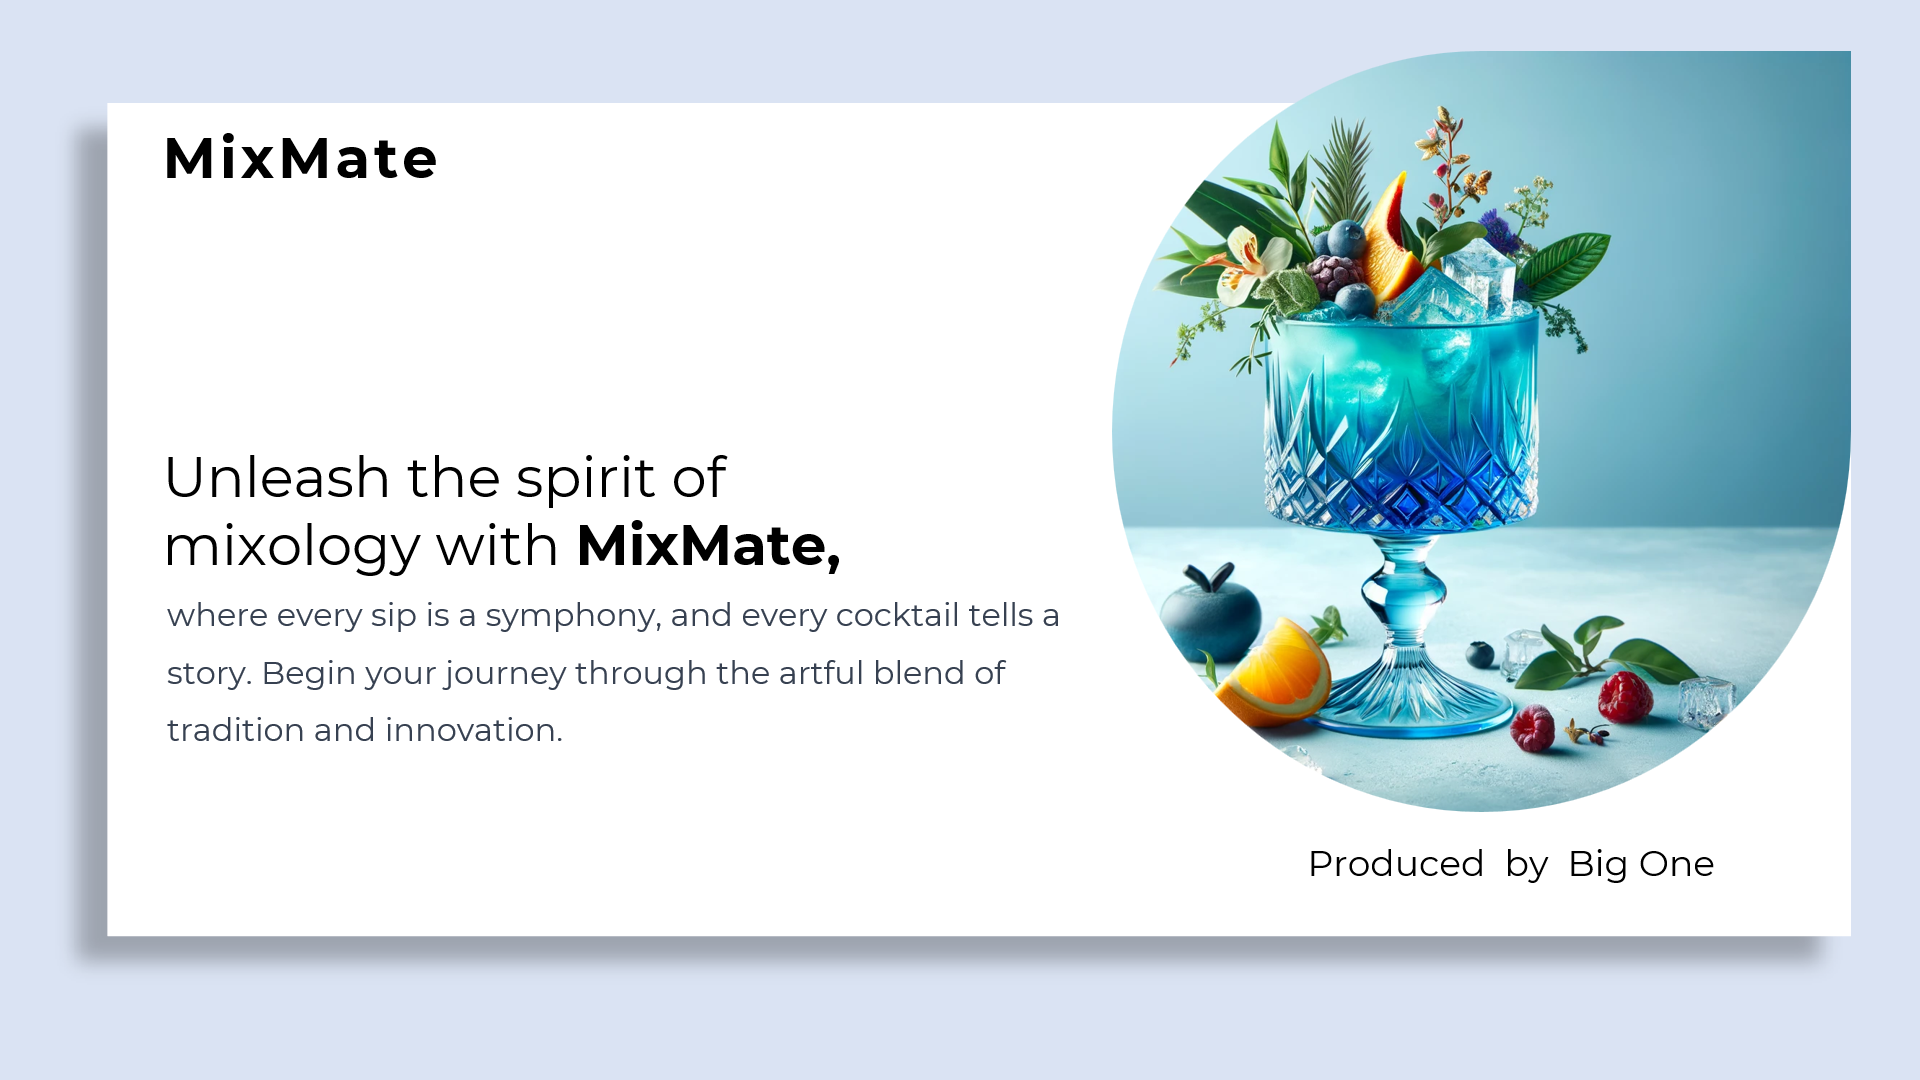 MixMate
Unleash the spirit of
mixology with MixMate,
where every sip is a symphony, and every cocktail tells a
story. Begin your journey through the artful blend of
tradition and innovation.
Produced by Big One